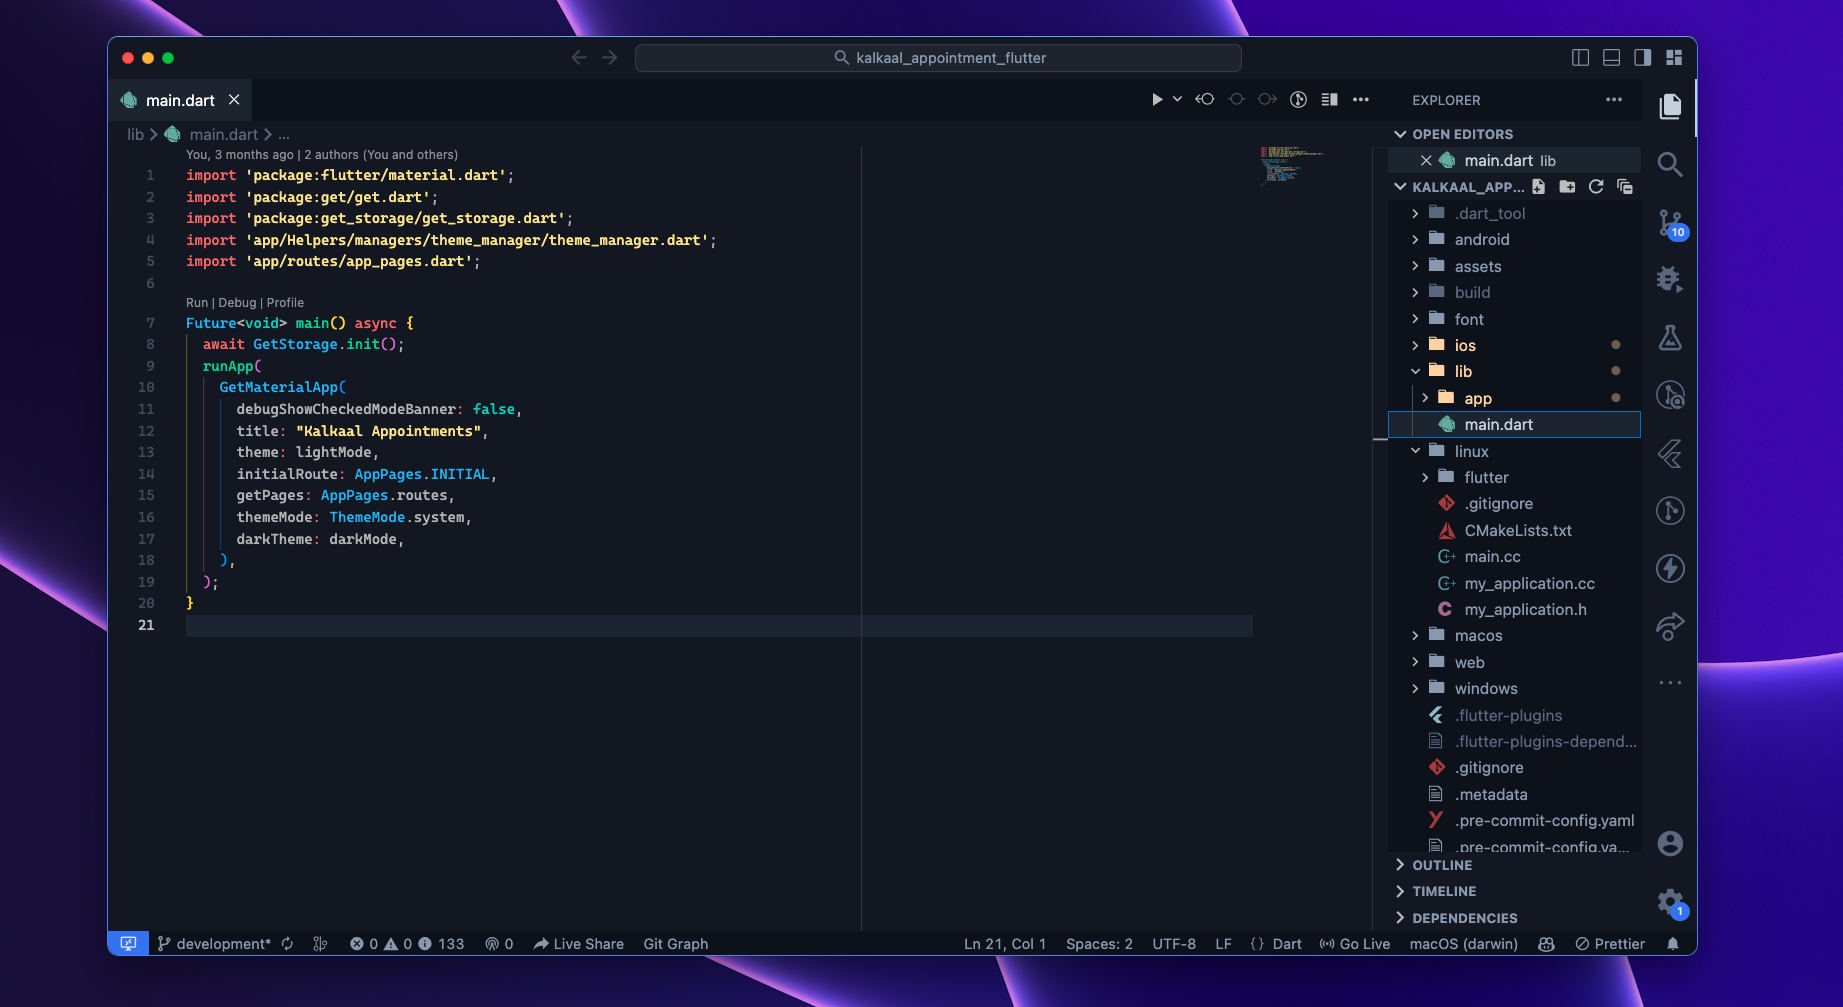 kalkaal_appointment_flutter
main.dart
EXPLORER
lib > main.dart > ...
OPEN EDITORS
main.dart lib
KALKAAL_APP...
You, 3 months ago | 2 authors (You and others)
1 import 'package:flutter/material.dart';
2 import 'package:get/get.dart';
3 import 'package:get_storage/get_storage.dart';
4 import 'app/Helpers/managers/theme_manager/theme_manager.dart';
5 import 'app/routes/app_pages.dart';
6
Run | Debug | Profile
7 Future<void> main() async {
8 await GetStorage.init();
9 runApp(
10 GetMaterialApp(
11 debugShowCheckedModeBanner: false,
12 title: "Kalkaal Appointments",
13 theme: lightMode,
14 initialRoute: AppPages.INITIAL,
15 getPages: AppPages.routes,
16 themeMode: ThemeMode.system,
17 darkTheme: darkMode,
18 ),
19 );
20 }
21
.dart_tool
android
assets
build
font
ios
lib
app
main.dart
linux
flutter
.gitignore
CMakeLists.txt
main.cc
my_application.cc
my_application.h
macos
web
windows
.flutter-plugins
.flutter-plugins-depend...
.gitignore
.metadata
.pre-commit-config.yaml
.pre-commit-config.ya...
OUTLINE
TIMELINE
DEPENDENCIES
10
1
development* 0 0 133 0 Live Share Git Graph
Ln 21, Col 1 Spaces: 2 UTF-8 LF {} Dart Go Live macOS (darwin) Prettier